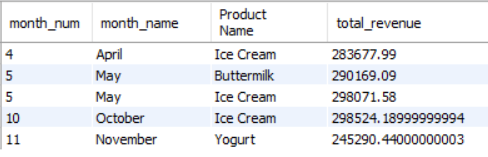 month_num month_name Product Name total_revenue
4 April Ice Cream 283677.99
5 May Buttermilk 290169.09
5 May Ice Cream 298071.58
10 October Ice Cream 298524.18999999994
11 November Yogurt 245290.44000000003